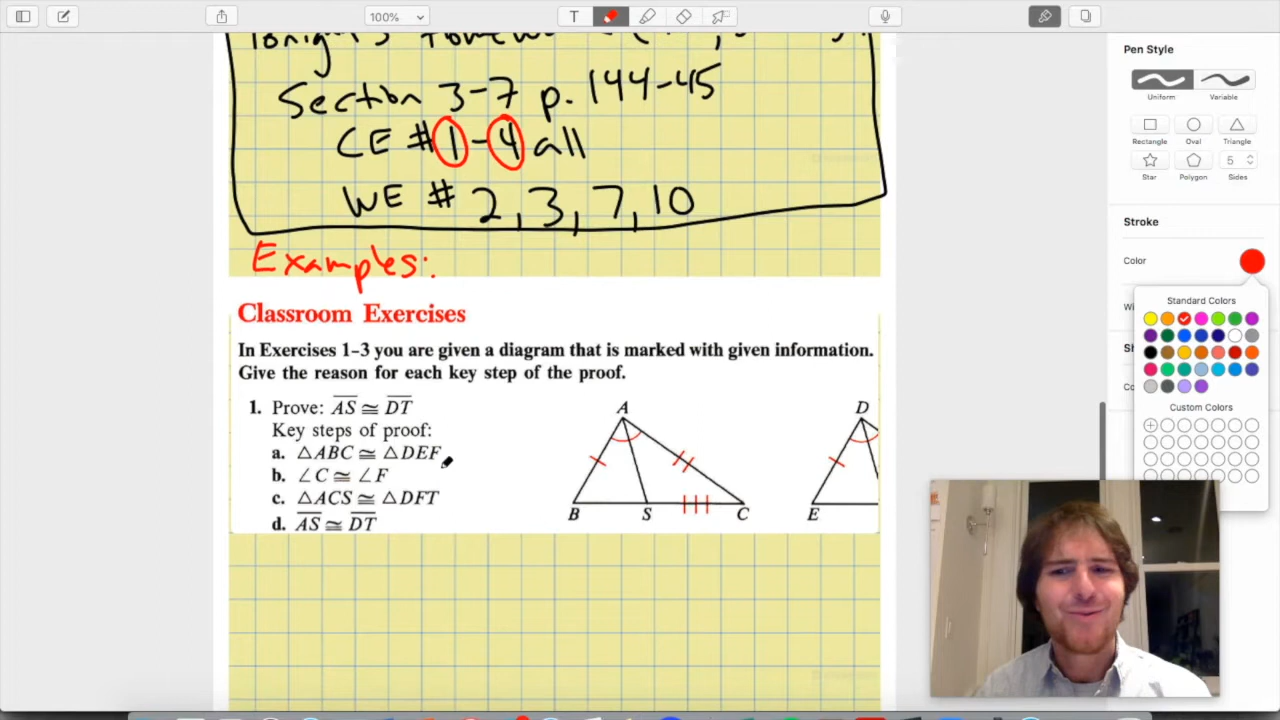 100%
T
Section 3-7 p. 144-45
CE #1-4 all
WE # 2, 3, 7, 10
Examples:
Classroom Exercises
In Exercises 1–3 you are given a diagram that is marked with given information.
Give the reason for each key step of the proof.
1. Prove: AS ≅ DT
Key steps of proof:
a. △ABC ≅ △DEF
b. ∠C ≅ ∠F
c. △ACS ≅ △DFT
d. AS ≅ DT
A
B S C
D
E
Pen Style
Uniform Variable
Rectangle Oval Triangle
5
Star Polygon Sides
Stroke
Color
Standard Colors
Custom Colors